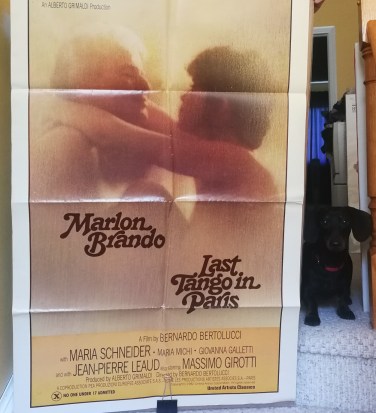 An ALBERTO GRIMALDI Production
Marlon
Brando
Last
Tango in
Paris
A Film by BERNARDO BERTOLUCCI
with MARIA SCHNEIDER · MARIA MICHI · GIOVANNA GALLETTI
and with JEAN-PIERRE LEAUD MASSIMO GIROTTI
Produced by ALBERTO GRIMALDI Directed by BERNARDO BERTOLUCCI
X NO ONE UNDER 17 ADMITTED
United Artists